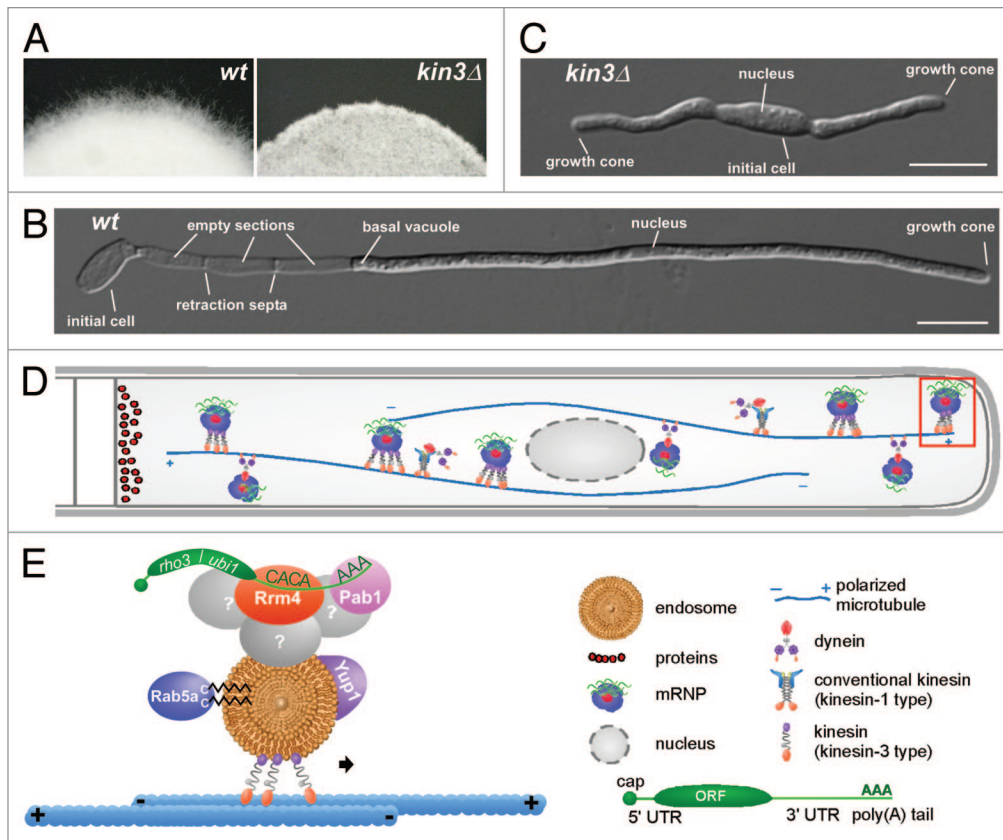 A
wt
kin3Δ
C
kin3Δ
nucleus
growth cone
growth cone
initial cell
B
wt
empty sections
basal vacuole
nucleus
growth cone
retraction septa
initial cell
D
−
+
+
−
E
rho3 / ubi1
CACA
AAA
?
Rrm4
?
Pab1
?
Rab5a
C
C
Yup1
-
+
+
-
endosome
proteins
mRNP
nucleus
− +
polarized
microtubule
dynein
conventional kinesin
(kinesin-1 type)
kinesin
(kinesin-3 type)
cap
ORF
AAA
5' UTR
3' UTR
poly(A) tail